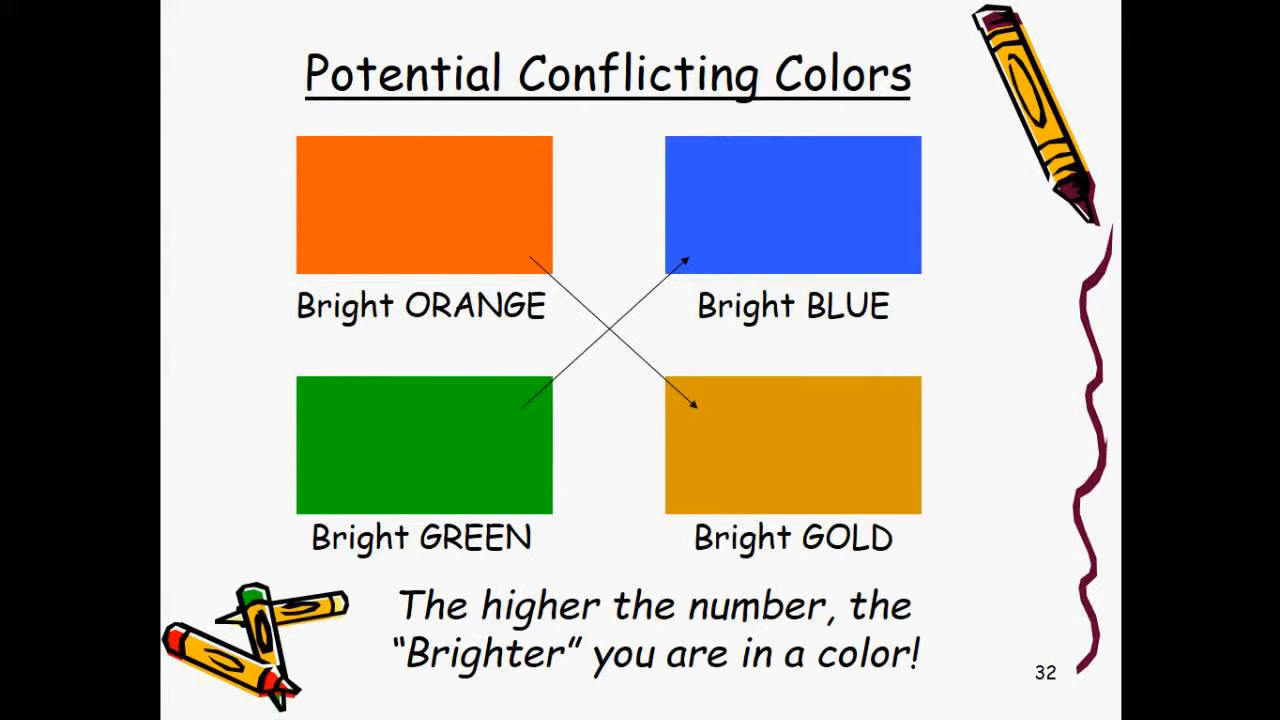 Potential Conflicting Colors
Bright ORANGE
Bright BLUE
Bright GREEN
Bright GOLD
The higher the number, the
“Brighter” you are in a color!
32